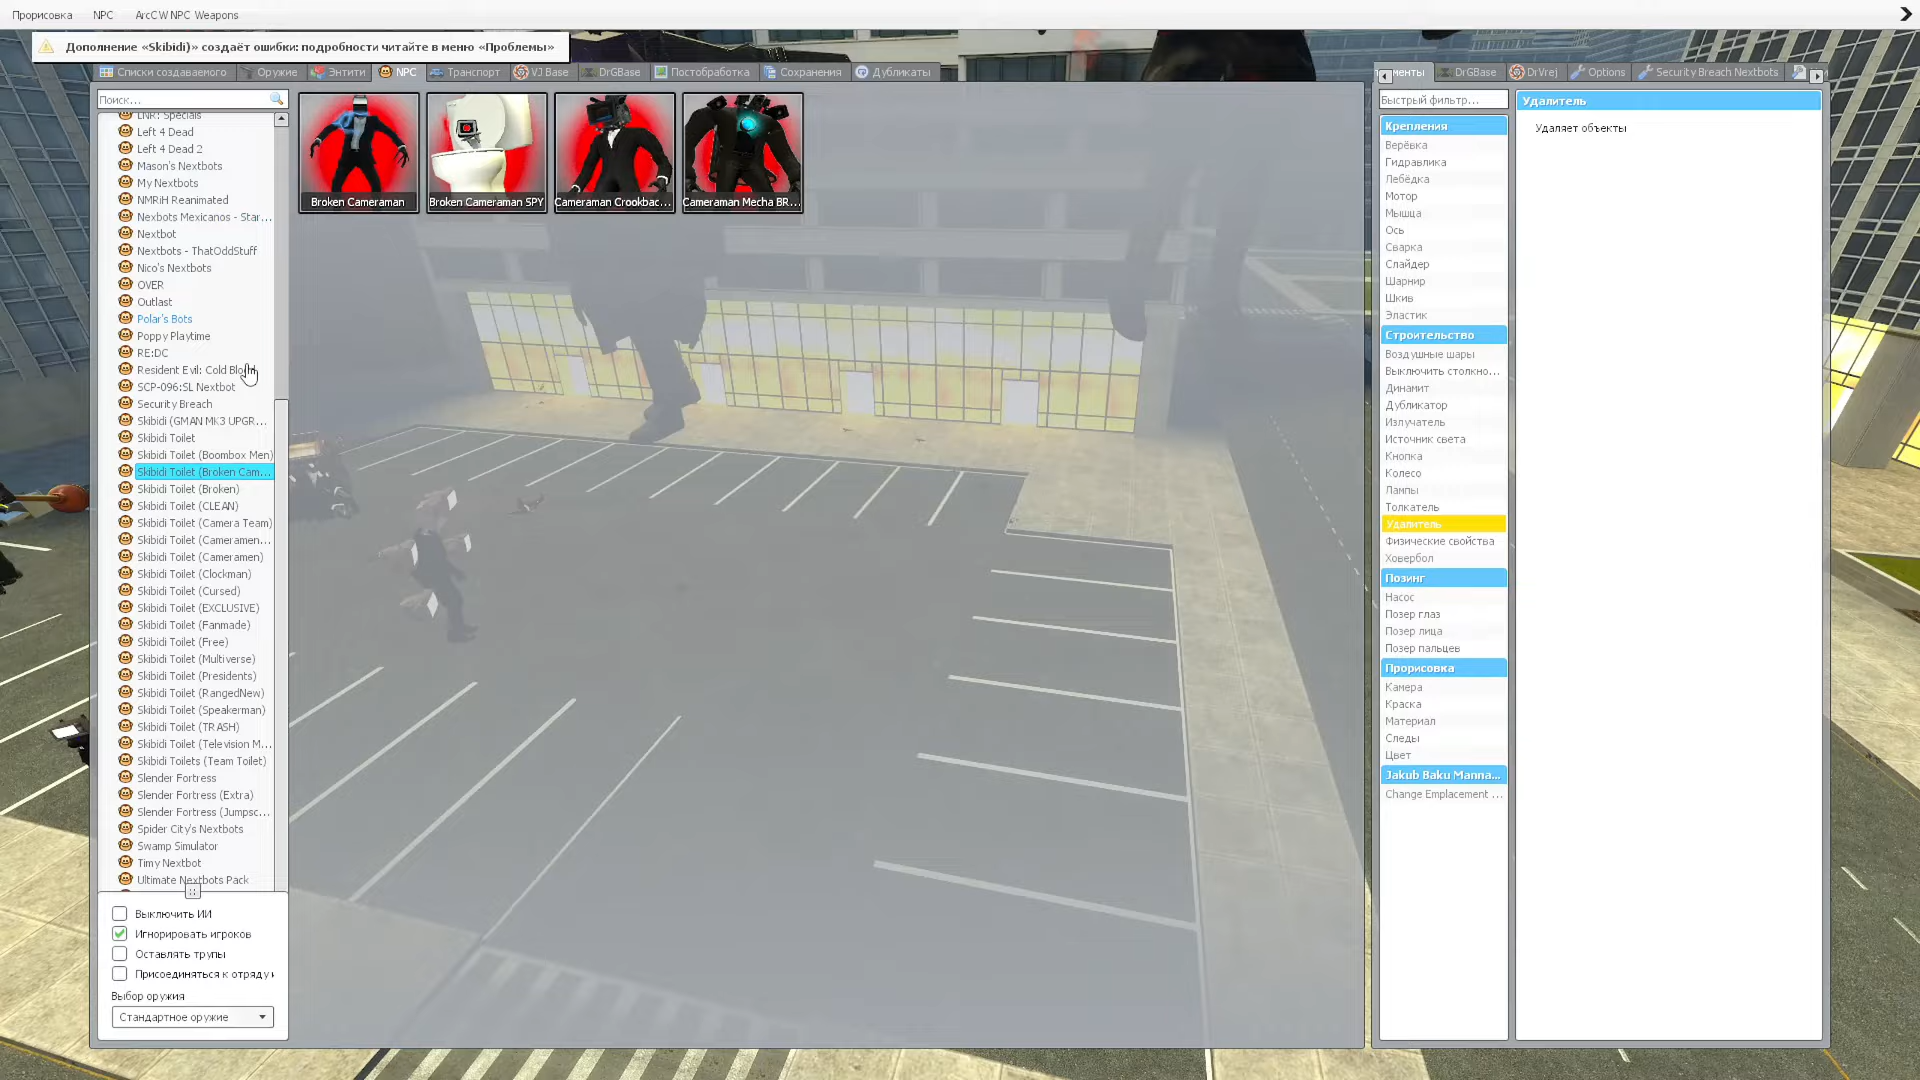 Прорисовка NPC ArcCW NPC Weapons
Дополнение «Skibidi)» создаёт ошибки: подробности читайте в меню «Проблемы»
Списки создаваемого Оружие Энтити NPC Транспорт VJ Base DrGBase Постобработка Сохранения Дубликаты
Поиск...
LNR: Specials
Left 4 Dead
Left 4 Dead 2
Mason's Nextbots
My Nextbots
NMRiH Reanimated
Nexbots Mexicanos - Star...
Nextbot
Nextbots - ThatOddStuff
Nico's Nextbots
OVER
Outlast
Polar's Bots
Poppy Playtime
RE:DC
Resident Evil: Cold
SCP-096:SL Nextbot
Security Breach
Skibidi (GMAN Mk3 UPGR...
Skibidi Toilet
Skibidi Toilet (Boombox Men)
Skibidi Toilet (Broken Cam...
Skibidi Toilet (Broken)
Skibidi Toilet (CLEAN)
Skibidi Toilet (Camera Team)
Skibidi Toilet (Cameramen...
Skibidi Toilet (Cameramen)
Skibidi Toilet (Clockman)
Skibidi Toilet (Cursed)
Skibidi Toilet (EXCLUSIVE)
Skibidi Toilet (Fanmade)
Skibidi Toilet (Free)
Skibidi Toilet (Multiverse)
Skibidi Toilet (Presidents)
Skibidi Toilet (RangedNew)
Skibidi Toilet (Speakerman)
Skibidi Toilet (TRASH)
Skibidi Toilet (Television M...
Skibidi Toilets (Team Toilet)
Slender Fortress
Slender Fortress (Extra)
Slender Fortress (Jumpsc...
Spider City's Nextbots
Swamp Simulator
Timy Nextbot
Ultimate Nextbots Pack
Выключить ИИ
Игнорировать игроков
Оставлять трупы
Присоединяться к отряду
Выбор оружия
Стандартное оружие
Broken Cameraman
Broken Cameraman SPY
Cameraman Crookbac...
Cameraman Mecha BR...
DrGBase DrVrej Options Security Breach Nextbots
Быстрый фильтр...
Крепления
Верёвка
Гидравлика
Лебёдка
Мотор
Мышца
Ось
Сварка
Слайдер
Шарнир
Шкив
Эластик
Строительство
Воздушные шары
Выключить столкно...
Динамит
Дубликатор
Излучатель
Источник света
Кнопка
Колесо
Лампы
Толкатель
Удалитель
Физические свойства
Ховербол
Позинг
Насос
Позер глаз
Позер лица
Позер пальцев
Прорисовка
Камера
Краска
Материал
Следы
Цвет
Jakub Baku Manna...
Change Emplacement ...
Удалитель
Удаляет объекты